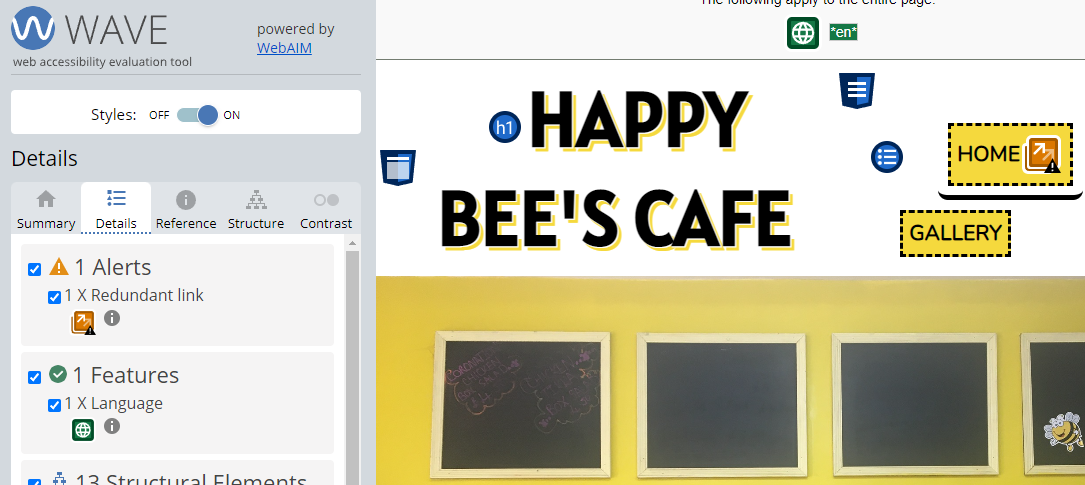 WAVE
powered by
WebAIM
web accessibility evaluation tool
Styles: OFF ON
Details
Summary Details Reference Structure Contrast
1 Alerts
1 X Redundant link
1 Features
1 X Language
13 Structural Elements
The following apply to the entire page:
*en*
h1
HAPPY
BEE'S CAFE
HOME
GALLERY